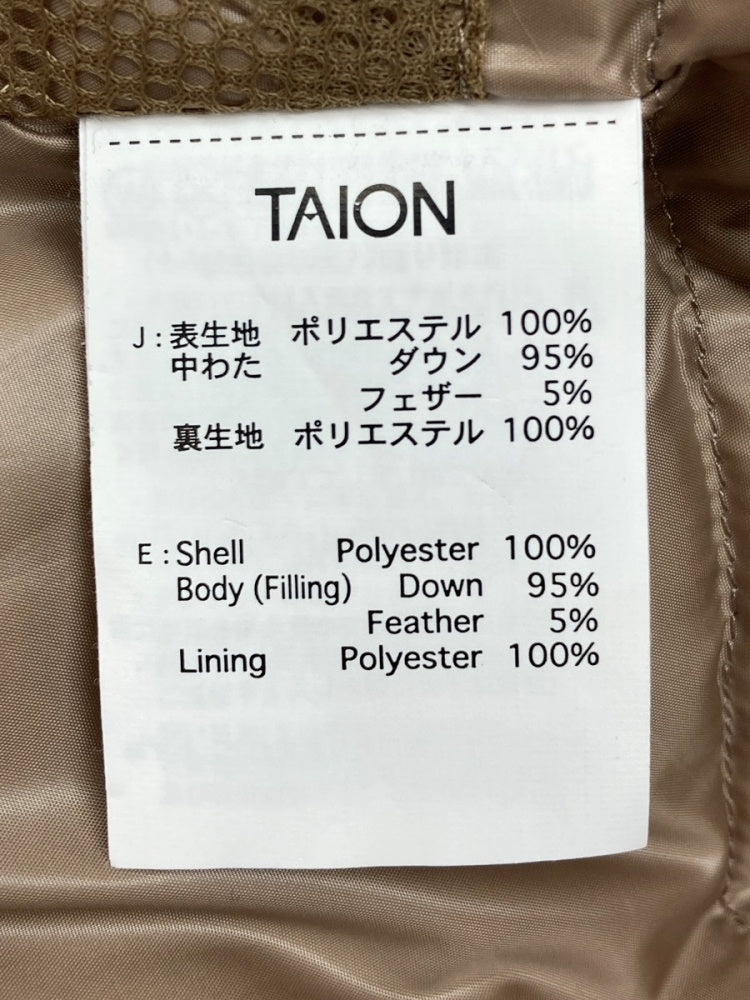 TAION
J : 表生地 ポリエステル 100%
中わた ダウン 95%
フェザー 5%
裏生地 ポリエステル 100%
E : Shell Polyester 100%
Body (Filling) Down 95%
Feather 5%
Lining Polyester 100%